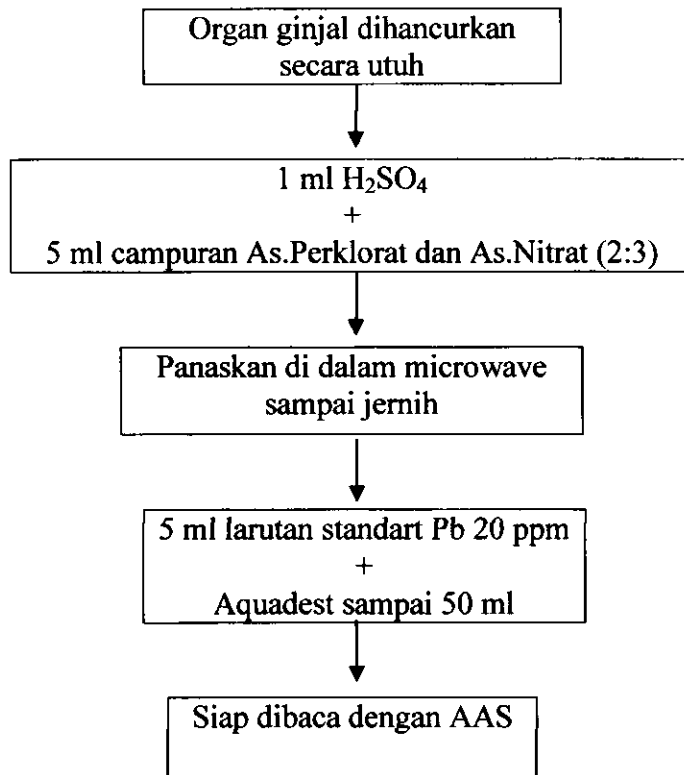 Organ ginjal dihancurkan
secara utuh
1 ml H₂SO₄
+
5 ml campuran As.Perklorat dan As.Nitrat (2:3)
Panaskan di dalam microwave
sampai jernih
5 ml larutan standart Pb 20 ppm
+
Aquadest sampai 50 ml
Siap dibaca dengan AAS